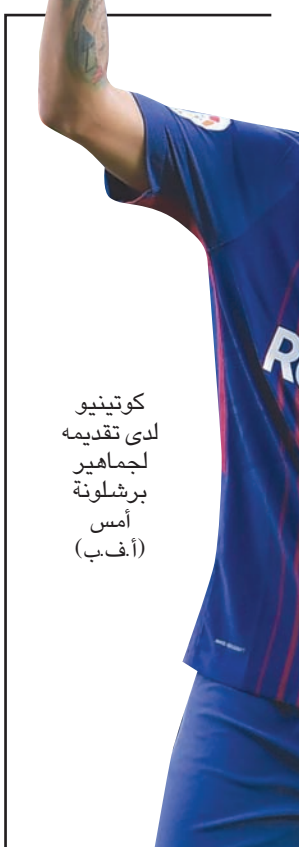 كوتينيو
لدى تقديمه
لجماهير
برشلونة
أمس
(أ.ف.ب)
R